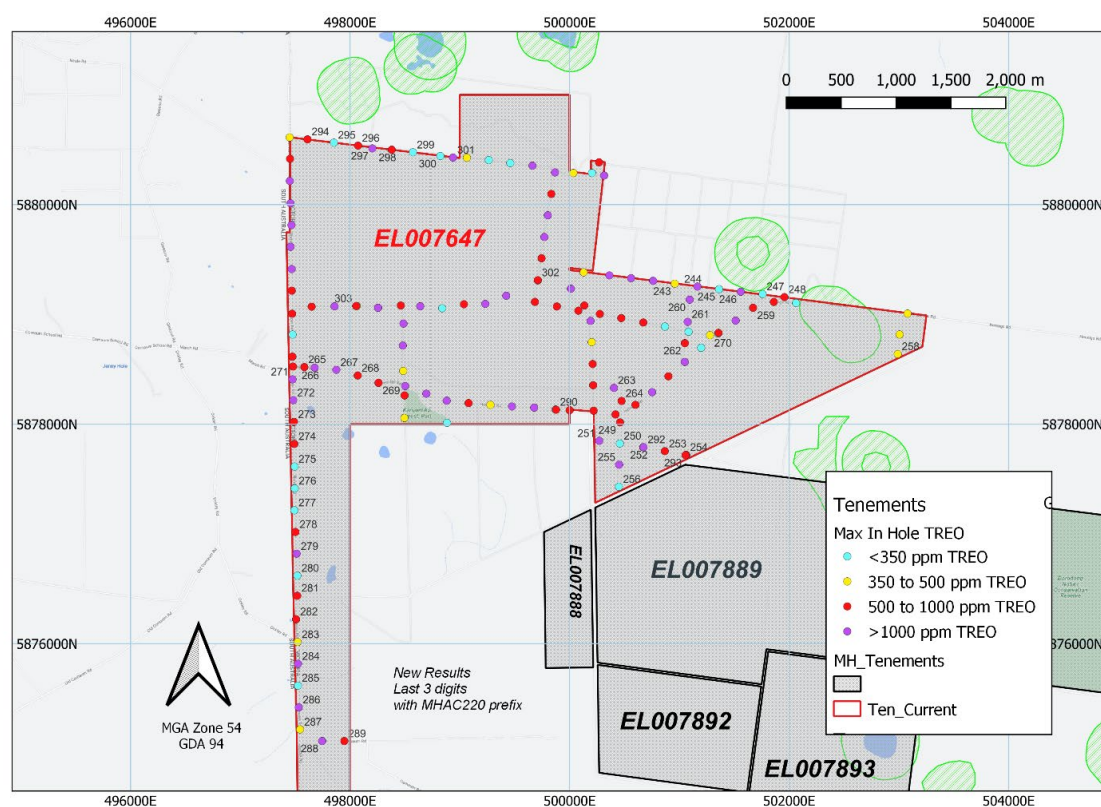 496000E
498000E
500000E
502000E
504000E
0 500 1,000 1,500 2,000 m
294
295
296
297
298
299
300
301
5880000N
5880000N
SOUTH AUSTRALIA
EL007647
302
243
244
245
246
247
248
303
260
261
259
258
262
270
265
266
267
268
269
271
272
263
264
5878000N
5878000N
273
274
290
251
249
250
292
252
253
254
255
293
256
275
276
277
278
279
280
281
282
283
284
285
286
287
288
289
SOUTH AUSTRALIA
SOUTH AUSTRALIA
EL007888
EL007889
EL007892
EL007893
5876000N
5876000N
MGA Zone 54
GDA 94
New Results
Last 3 digits
with MHAC220 prefix
Tenements
Max In Hole TREO
<350 ppm TREO
350 to 500 ppm TREO
500 to 1000 ppm TREO
>1000 ppm TREO
MH_Tenements
Ten_Current
G
496000E
498000E
500000E
502000E
504000E